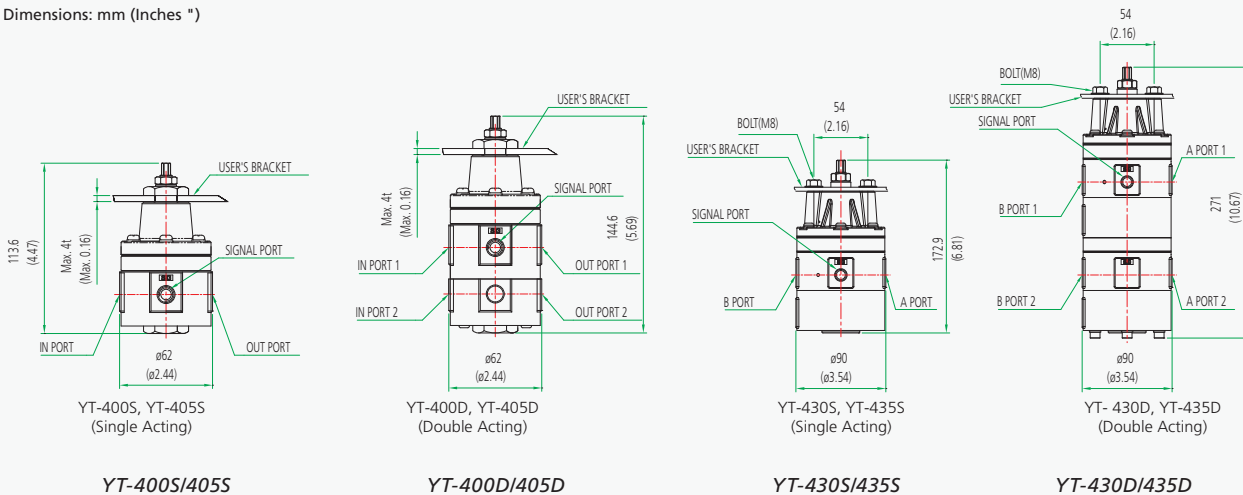 Dimensions: mm (Inches ")
113.6
(4.47)
Max. 4t
(Max. 0.16)
USER'S BRACKET
SIGNAL PORT
IN PORT
OUT PORT
ø62
(ø2.44)
YT-400S, YT-405S
(Single Acting)
YT-400S/405S
USER'S BRACKET
Max. 4t
(Max. 0.16)
SIGNAL PORT
144.6
(5.69)
IN PORT 1
OUT PORT 1
IN PORT 2
OUT PORT 2
ø62
(ø2.44)
YT-400D, YT-405D
(Double Acting)
YT-400D/405D
54
(2.16)
BOLT(M8)
USER'S BRACKET
SIGNAL PORT
172.9
(6.81)
B PORT
A PORT
ø90
(ø3.54)
YT-430S, YT-435S
(Single Acting)
YT-430S/435S
54
(2.16)
BOLT(M8)
USER'S BRACKET
SIGNAL PORT
A PORT 1
B PORT 1
271
(10.67)
B PORT 2
A PORT 2
ø90
(ø3.54)
YT- 430D, YT-435D
(Double Acting)
YT-430D/435D